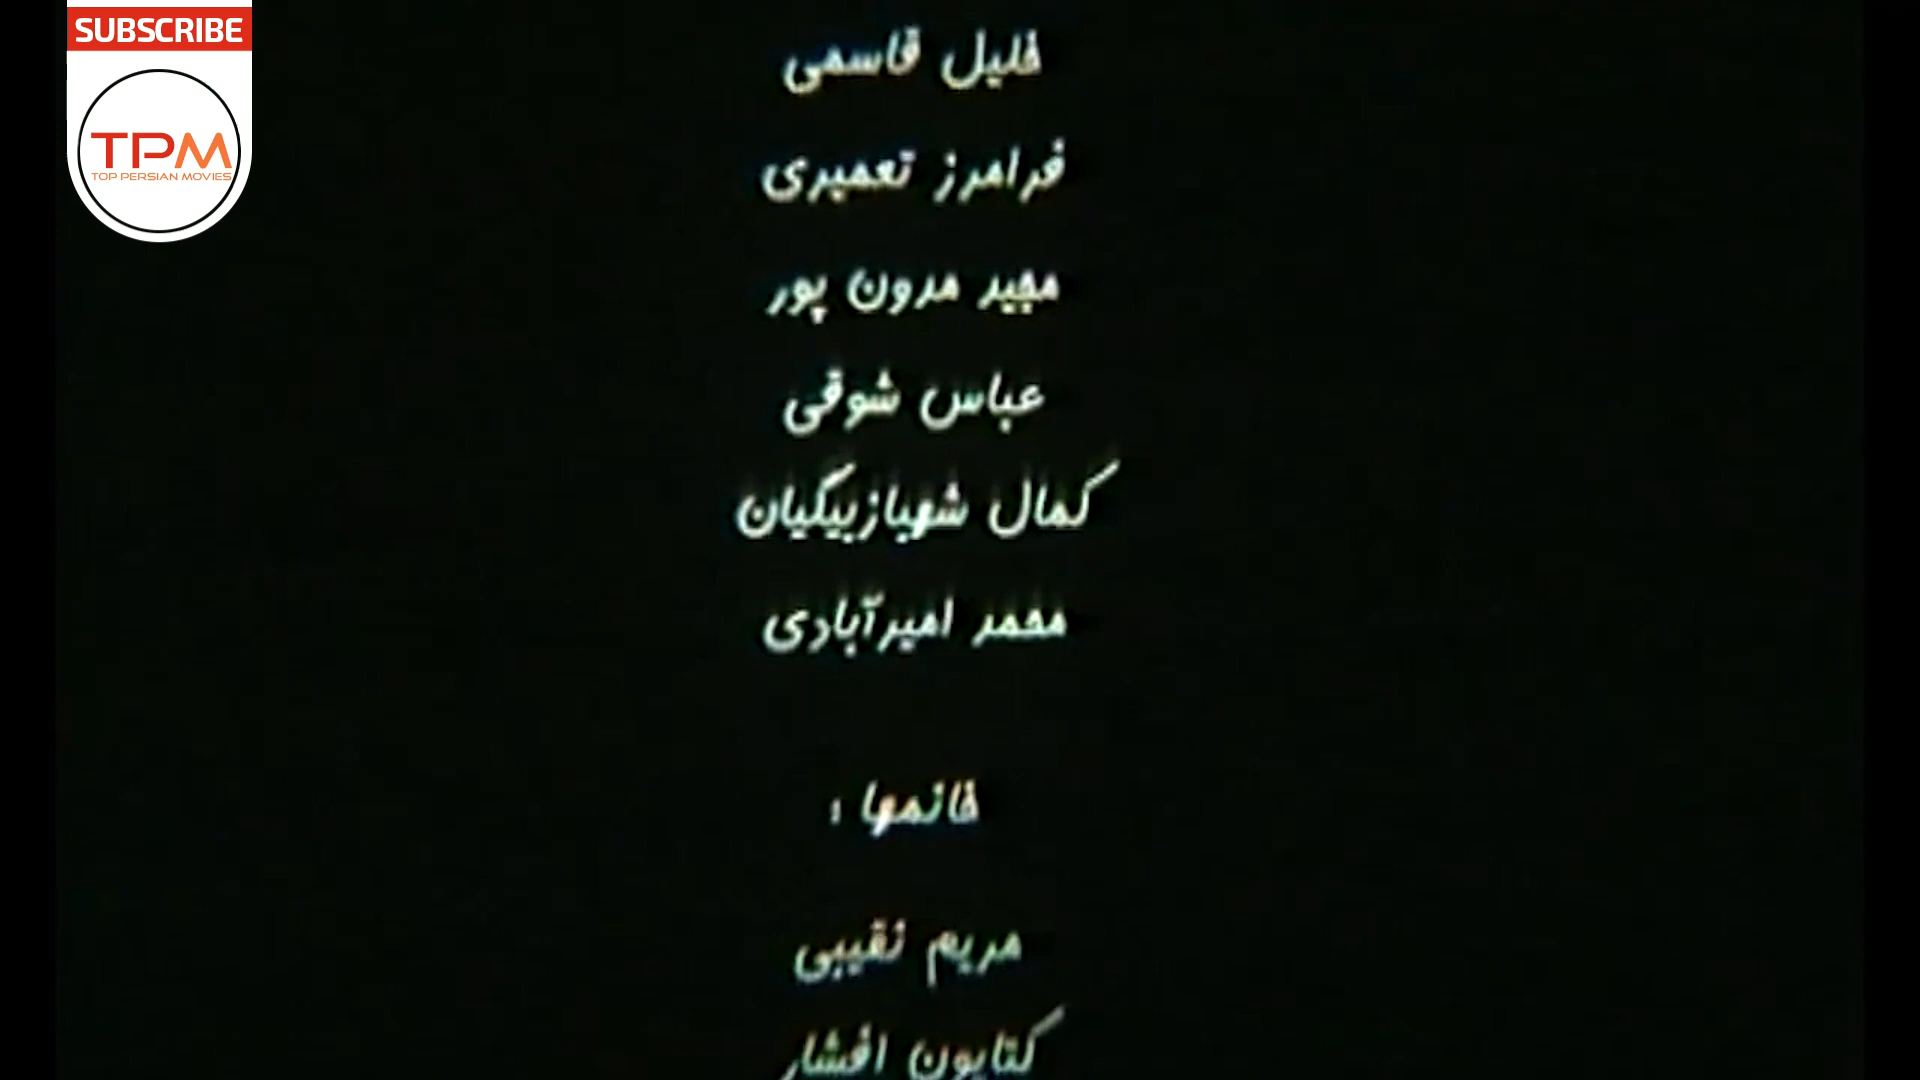 SUBSCRIBE
TPM
TOP PERSIAN MOVIES
خلیل قاسمی
فرامرز تعمیری
مجید مدون پور
عباس شوقی
کمال شهبازبیگیان
محمد امیرآبادی
خانمها :
مریم نقیبی
کتایون افشار